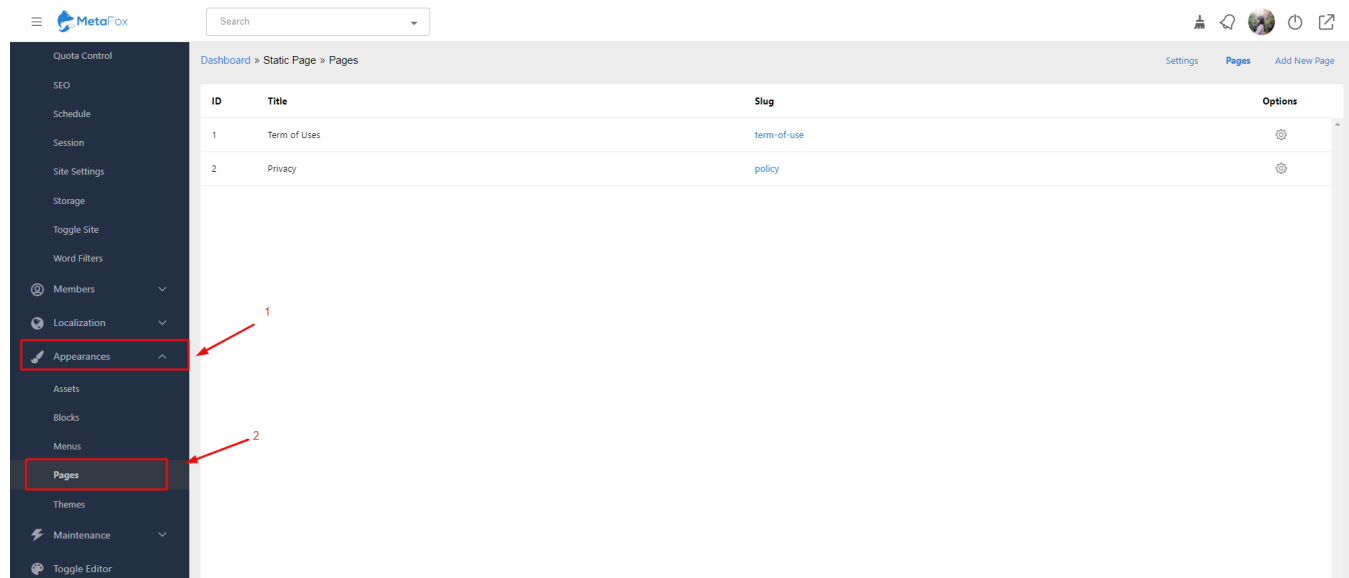 MetaFox
Search
Quota Control
SEO
Schedule
Session
Site Settings
Storage
Toggle Site
Word Filters
Members
Localization
Appearances
Assets
Blocks
Menus
Pages
Themes
Maintenance
Toggle Editor
Dashboard » Static Page » Pages
Settings Pages Add New Page
ID Title Slug Options
1 Term of Uses term-of-use
2 Privacy policy
1
2